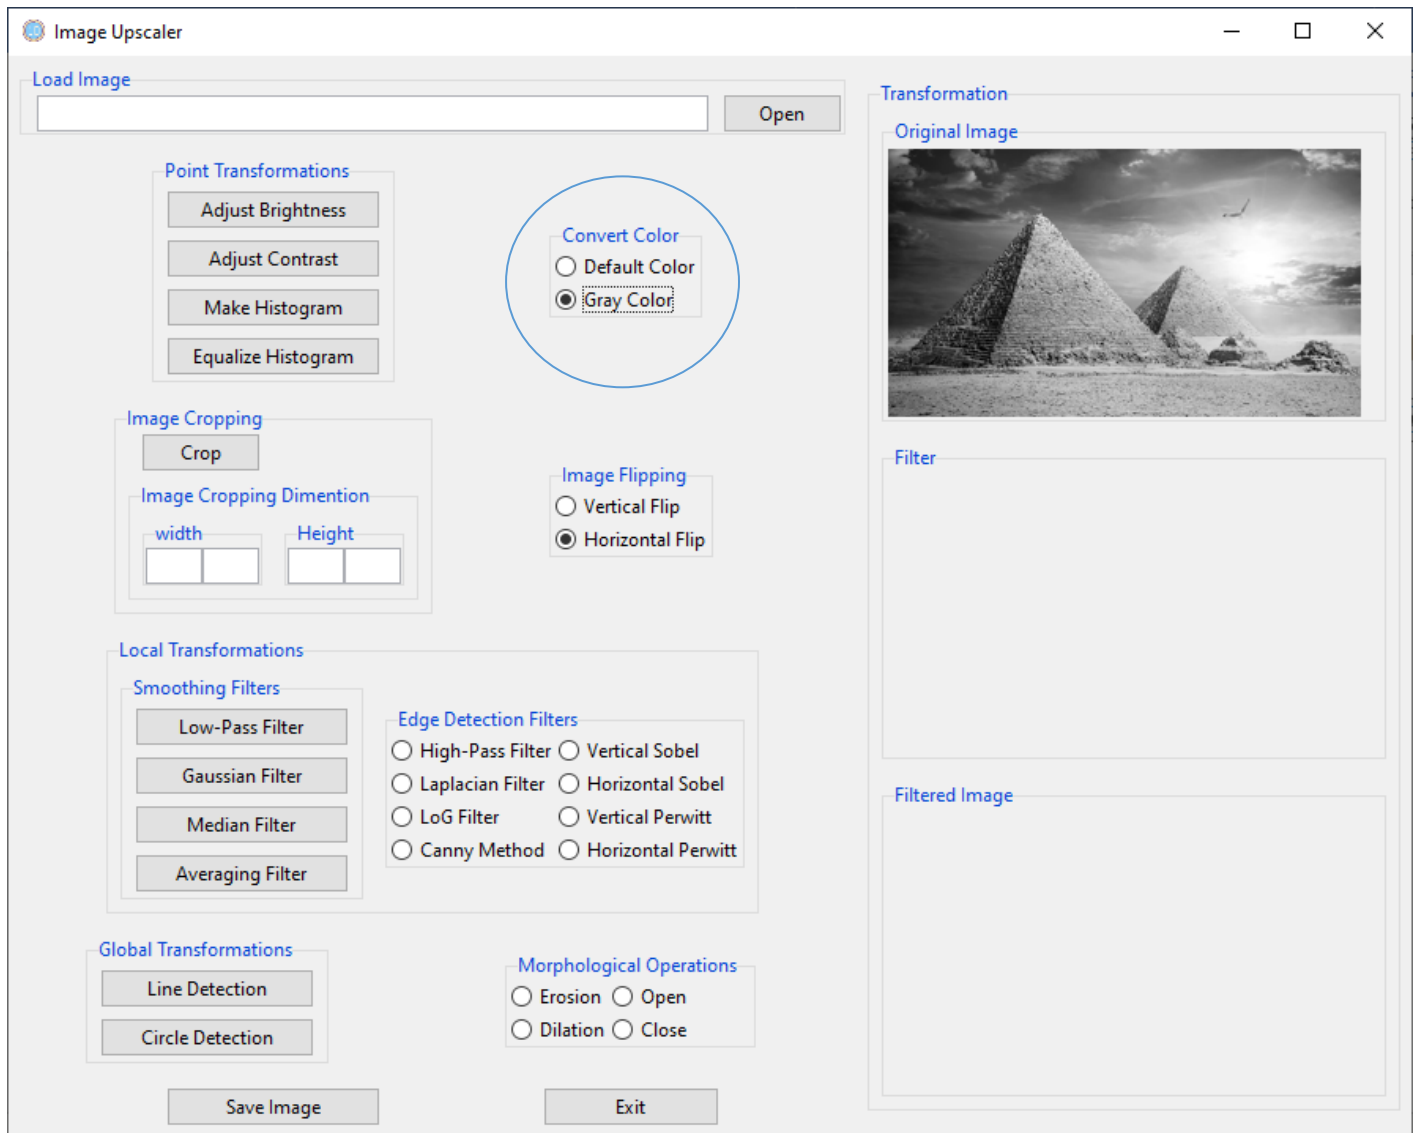 Image Upscaler
Load Image
Open
Point Transformations
Adjust Brightness
Adjust Contrast
Make Histogram
Equalize Histogram
Convert Color
Default Color
Gray Color
Image Cropping
Crop
Image Cropping Dimention
width Height
Image Flipping
Vertical Flip
Horizontal Flip
Local Transformations
Smoothing Filters
Low-Pass Filter
Gaussian Filter
Median Filter
Averaging Filter
Edge Detection Filters
High-Pass Filter Vertical Sobel
Laplacian Filter Horizontal Sobel
LoG Filter Vertical Perwitt
Canny Method Horizontal Perwitt
Global Transformations
Line Detection
Circle Detection
Morphological Operations
Erosion Open
Dilation Close
Save Image Exit
Transformation
Original Image
Filter
Filtered Image